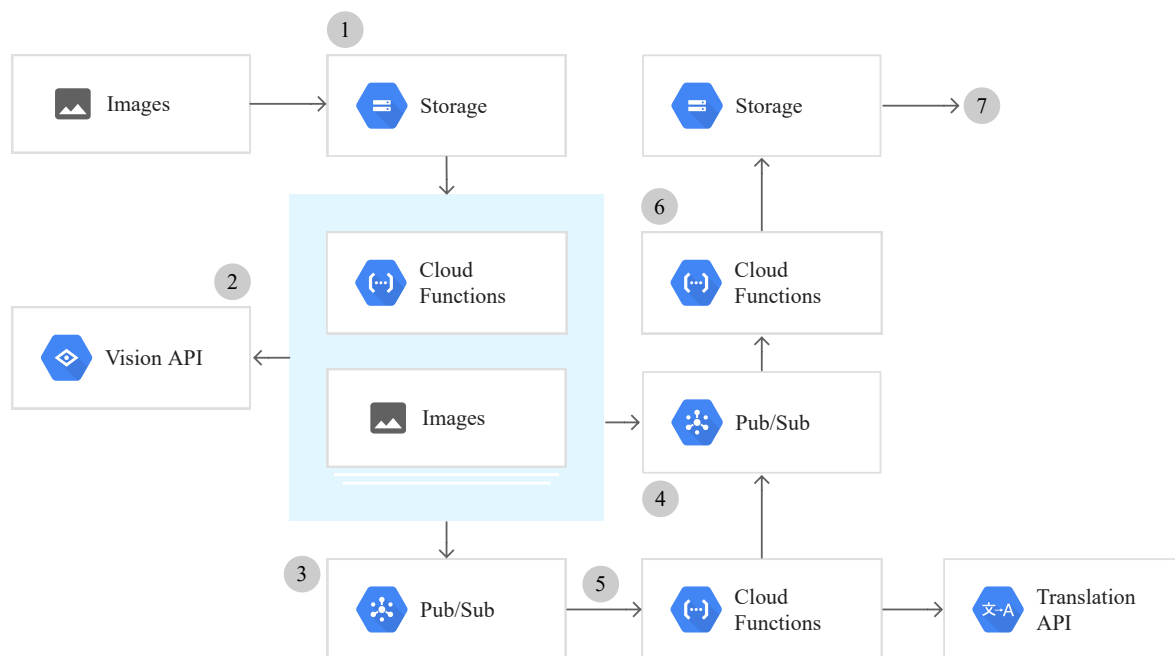 1
Images
Storage
Storage
7
6
Cloud
Functions
Cloud
Functions
2
Vision API
Images
Pub/Sub
4
3
Pub/Sub
5
Cloud
Functions
Translation
API
文→A